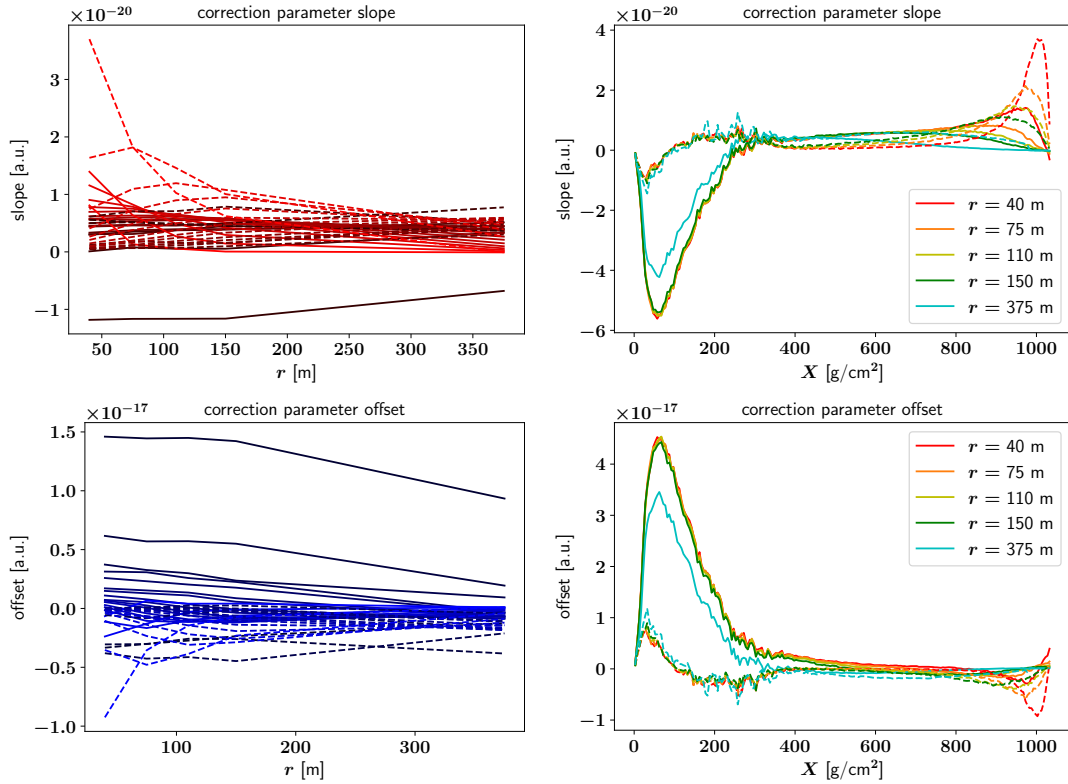 correction parameter slope
×10−20
3
2
1
0
−1
slope [a.u.]
50 100 150 200 250 300 350
r [m]
correction parameter slope
×10−20
4
2
0
−2
−4
−6
slope [a.u.]
0 200 400 600 800 1000
X [g/cm²]
r = 40 m
r = 75 m
r = 110 m
r = 150 m
r = 375 m
correction parameter offset
×10−17
1.5
1.0
0.5
0.0
−0.5
−1.0
offset [a.u.]
100 200 300
r [m]
correction parameter offset
×10−17
4
3
2
1
0
−1
offset [a.u.]
0 200 400 600 800 1000
X [g/cm²]
r = 40 m
r = 75 m
r = 110 m
r = 150 m
r = 375 m